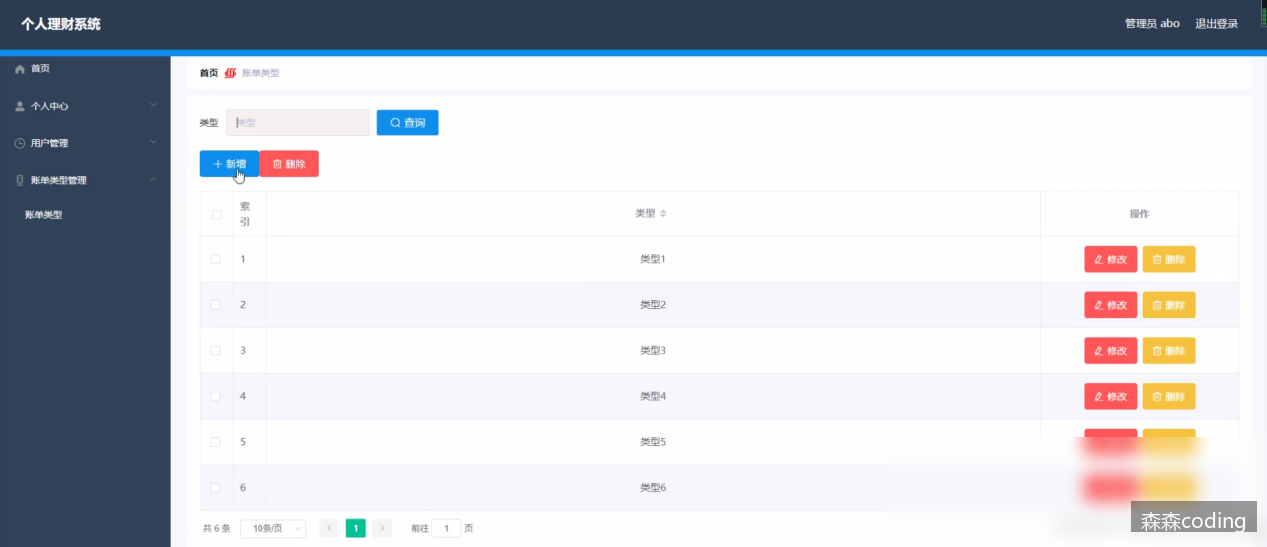 个人理财系统
管理员 abo 退出登录
首页
个人中心
用户管理
账单类型管理
账单类型
首页 账单类型
类型 类型 查询
新增 删除
索引 类型 操作
1 类型1 修改 删除
2 类型2 修改 删除
3 类型3 修改 删除
4 类型4 修改 删除
5 类型5
6 类型6
共 6 条 10条/页 1 前往 1 页
森森coding